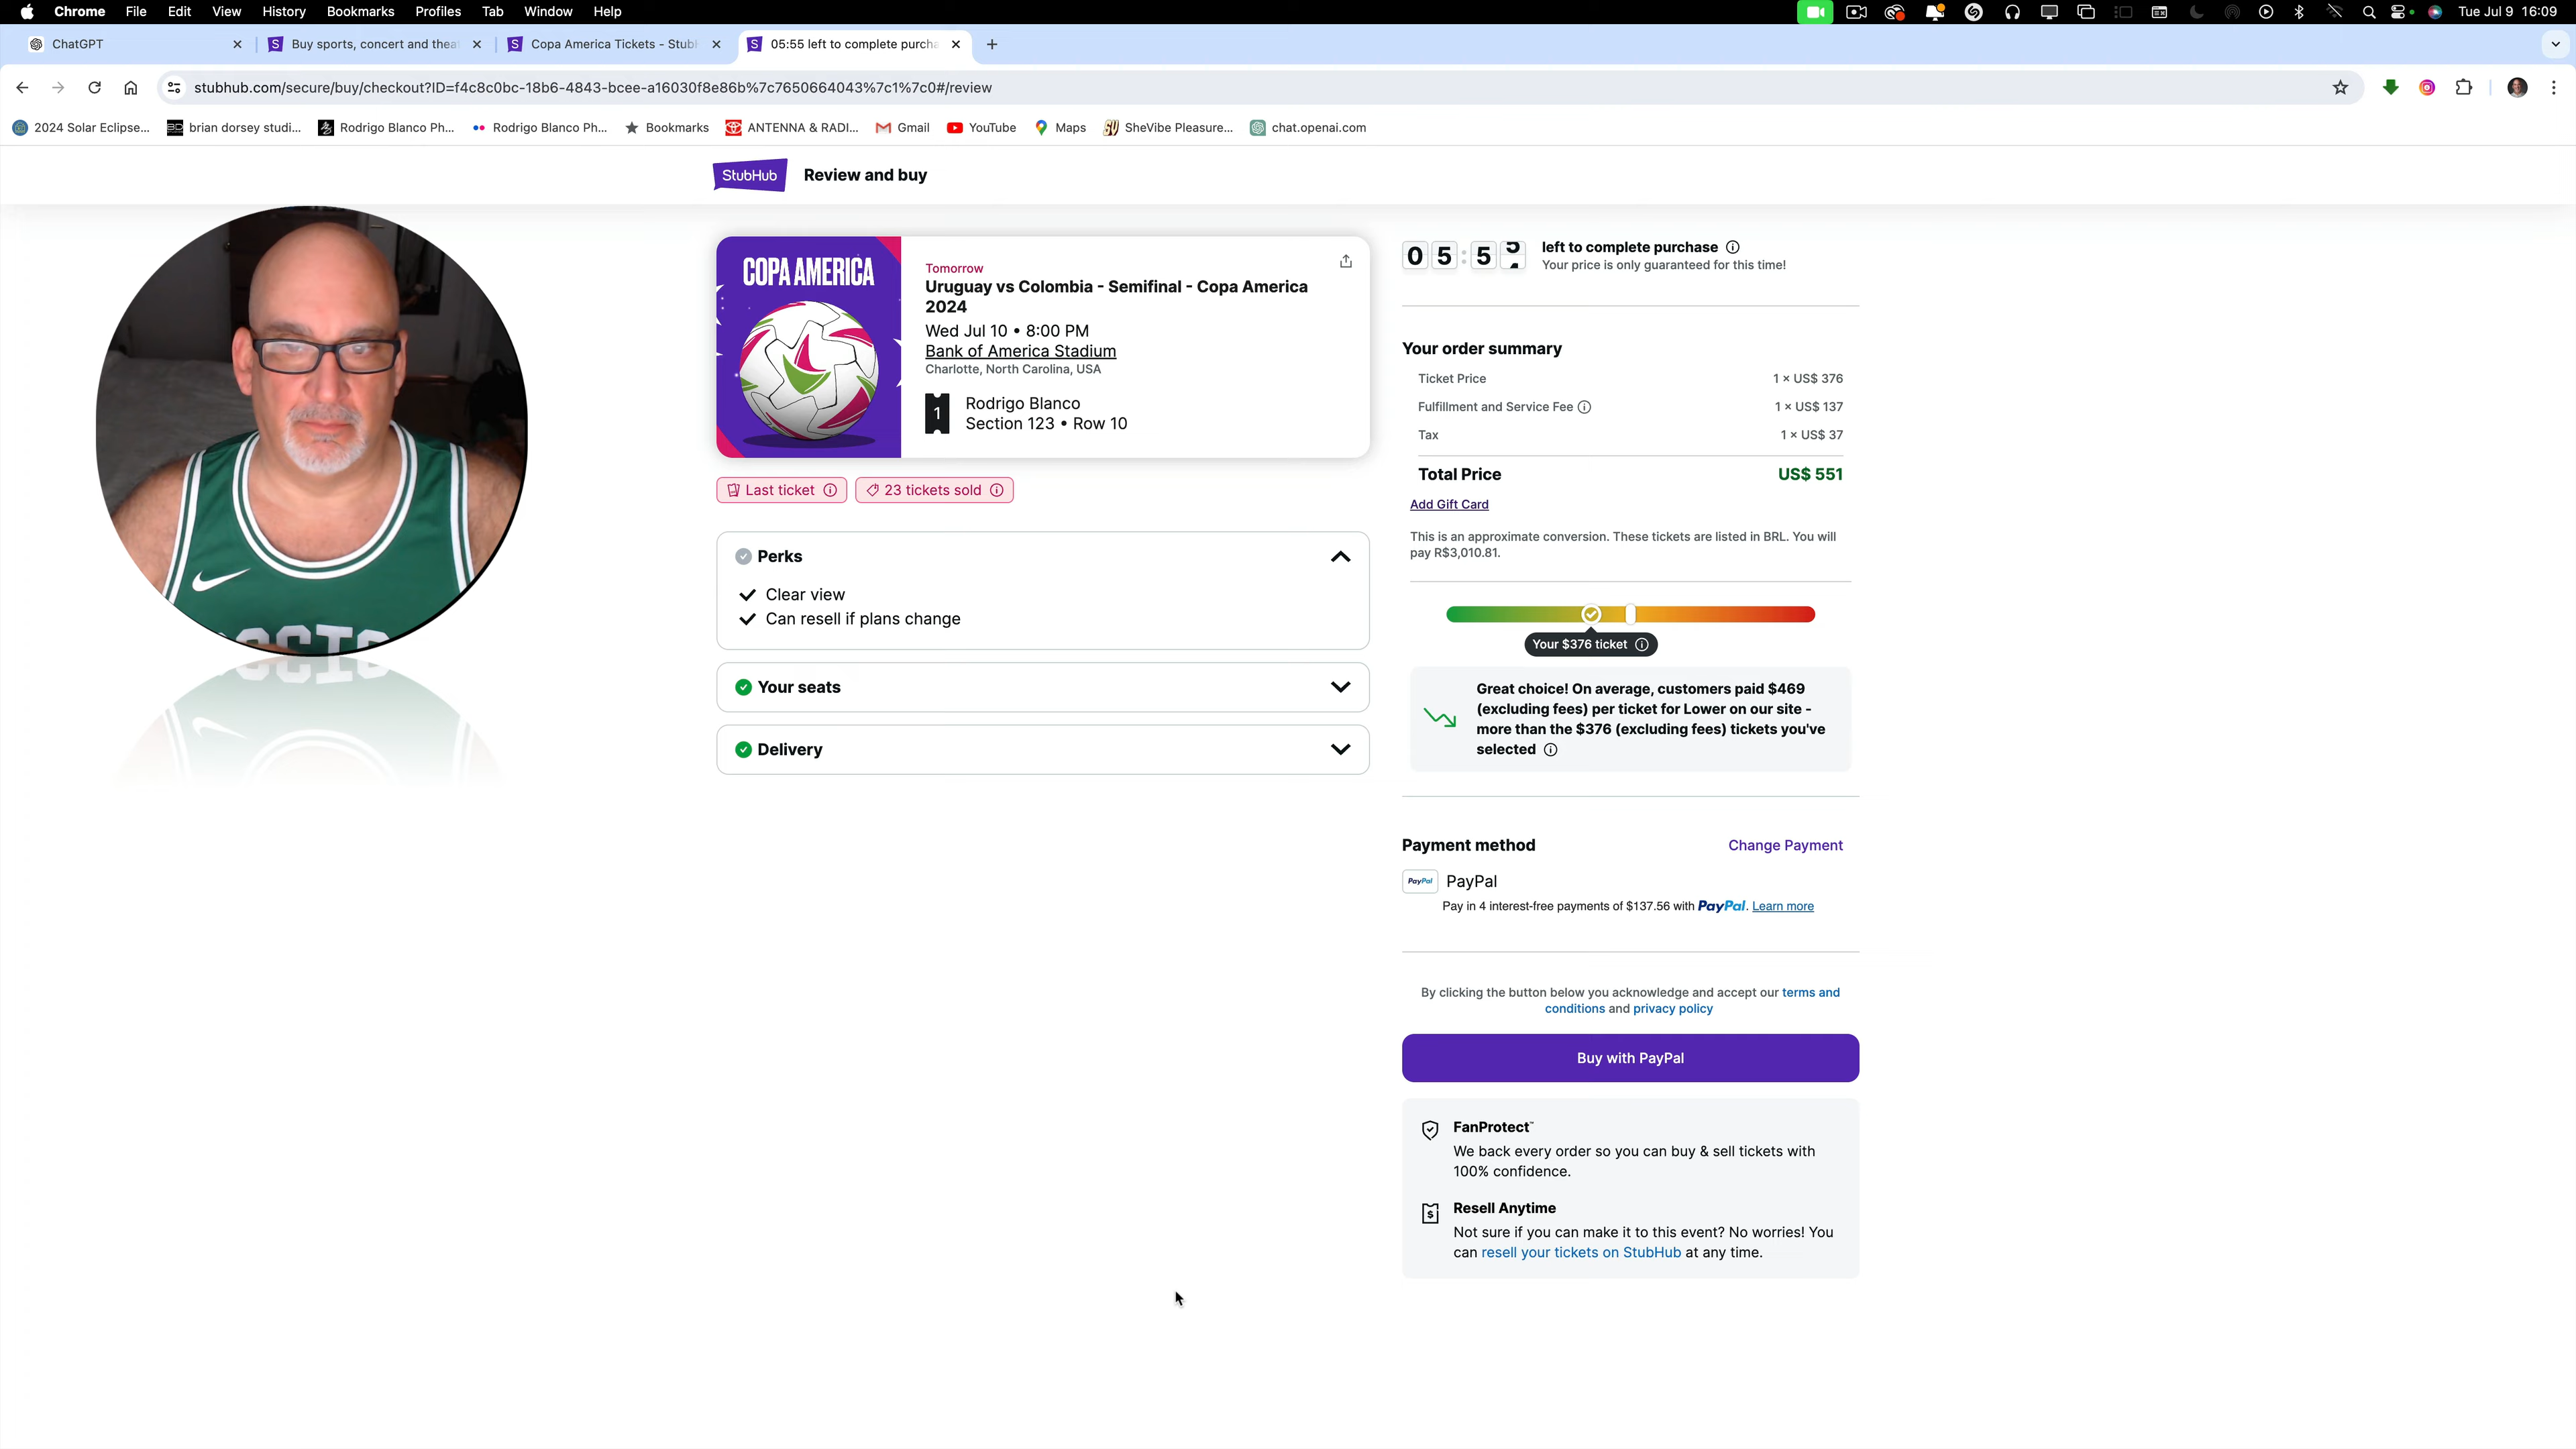 Chrome File Edit View History Bookmarks Profiles Tab Window Help Tue Jul 9 16:09
ChatGPT
Buy sports, concert and thea
Copa America Tickets - Stub
05:55 left to complete purcha
stubhub.com/secure/buy/checkout?ID=f4c8c0bc-18b6-4843-bcee-a16030f8e86b%7c7650664043%7c1%7c0#/review
2024 Solar Eclipse... brian dorsey studi... Rodrigo Blanco Ph... Rodrigo Blanco Ph... Bookmarks ANTENNA & RADI... Gmail YouTube Maps SheVibe Pleasure... chat.openai.com
StubHub Review and buy
COPA AMERICA
Tomorrow
Uruguay vs Colombia - Semifinal - Copa America
2024
Wed Jul 10 • 8:00 PM
Bank of America Stadium
Charlotte, North Carolina, USA
1
Rodrigo Blanco
Section 123 • Row 10
Last ticket
23 tickets sold
Perks
Clear view
Can resell if plans change
Your seats
Delivery
05:5
left to complete purchase
Your price is only guaranteed for this time!
Your order summary
Ticket Price 1 × US$ 376
Fulfillment and Service Fee 1 × US$ 137
Tax 1 × US$ 37
Total Price US$ 551
Add Gift Card
This is an approximate conversion. These tickets are listed in BRL. You will
pay R$3,010.81.
Your $376 ticket
Great choice! On average, customers paid $469
(excluding fees) per ticket for Lower on our site -
more than the $376 (excluding fees) tickets you've
selected
Payment method Change Payment
PayPal PayPal
Pay in 4 interest-free payments of $137.56 with PayPal. Learn more
By clicking the button below you acknowledge and accept our terms and
conditions and privacy policy
Buy with PayPal
FanProtect™
We back every order so you can buy & sell tickets with
100% confidence.
Resell Anytime
Not sure if you can make it to this event? No worries! You
can resell your tickets on StubHub at any time.